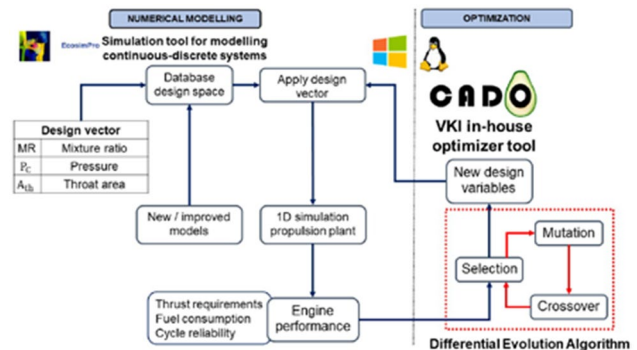 NUMERICAL MODELLING
OPTIMIZATION
EcosimPro
Simulation tool for modelling
continuous-discrete systems
Database
design space
Apply design
vector
CADO
VKI in-house
optimizer tool
Design vector
MR Mixture ratio
Pc Pressure
Ath Throat area
New design
variables
New / improved
models
1D simulation
propulsion plant
Mutation
Selection
Crossover
Thrust requirements
Fuel consumption
Cycle reliability
Engine
performance
Differential Evolution Algorithm